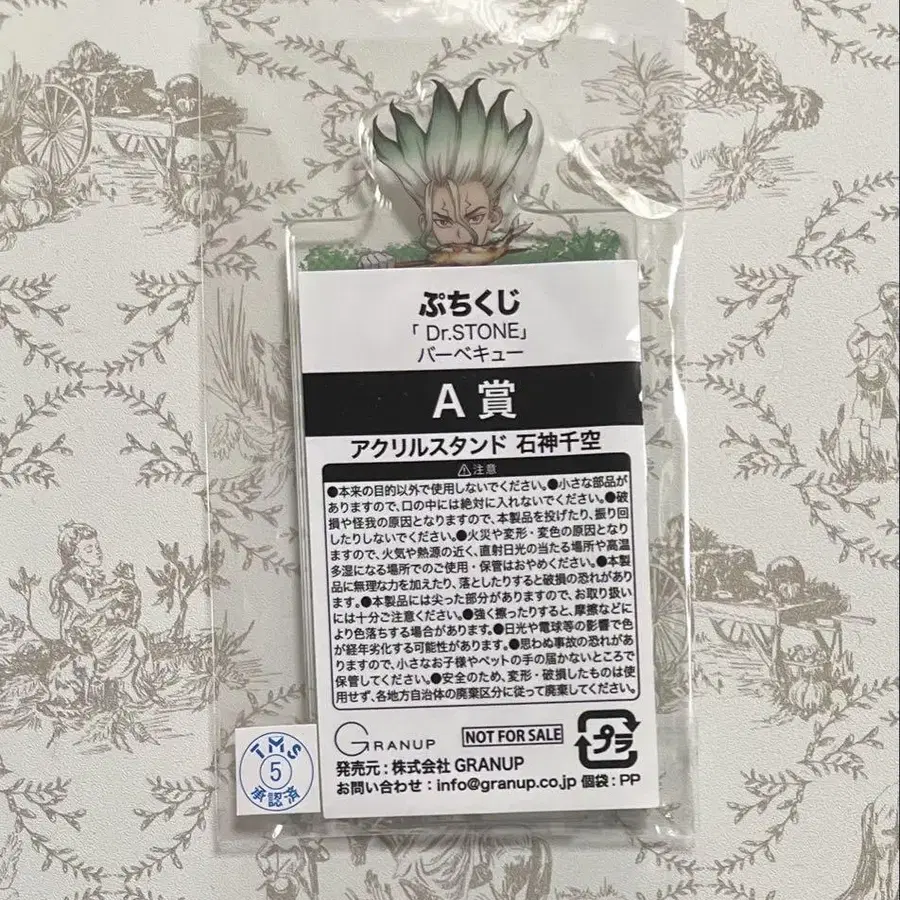 ぷちくじ
「 Dr.STONE」
バーベキュー
A 賞
アクリルスタンド 石神千空
⚠注意
●本来の目的以外で使用しないでください。●小さな部品が
ありますので、口の中には絶対に入れないでください。●破
損や怪我の原因となりますので、本製品を投げたり、振り回
したりしないでください。●火災や変形・変色の原因となり
ますので、火気や熱源の近く、直射日光の当たる場所や高温
多湿になる場所でのご使用・保管はおやめください。●本製
品に無理な力を加えたり、落としたりすると破損の恐れがあり
ます。●本製品には尖った部分がありますので、お取り扱い
には十分ご注意ください。●強く擦ったりすると、摩擦などに
より色落ちする場合があります。●日光や電球等の影響で色
が経年劣化する可能性があります。●思わぬ事故の恐れがあ
りますので、小さなお子様やペットの手の届かないところで
保管してください。●安全のため、変形・破損したものは使
用せず、各地方自治体の廃棄区分に従って廃棄してください。
GRANUP
NOT FOR SALE
プラ
発売元 : 株式会社 GRANUP
お問い合わせ : info@granup.co.jp 個袋 : PP
TMS
5
承認済